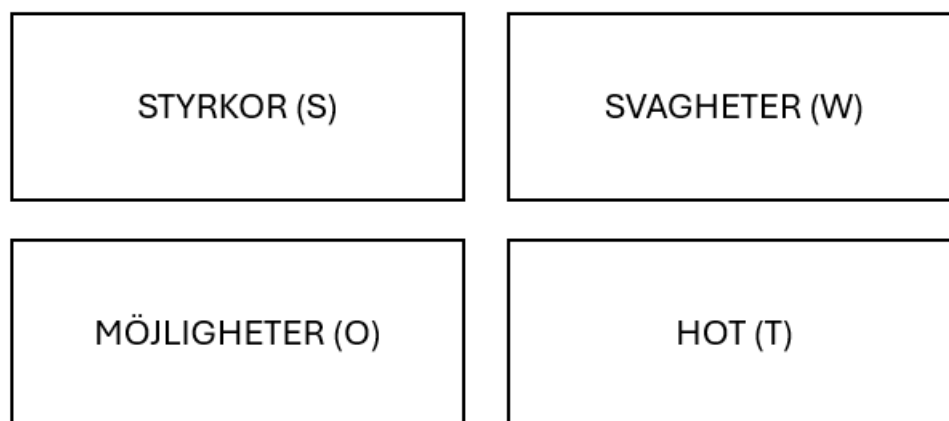 STYRKOR (S)
SVAGHETER (W)
MÖJLIGHETER (O)
HOT (T)